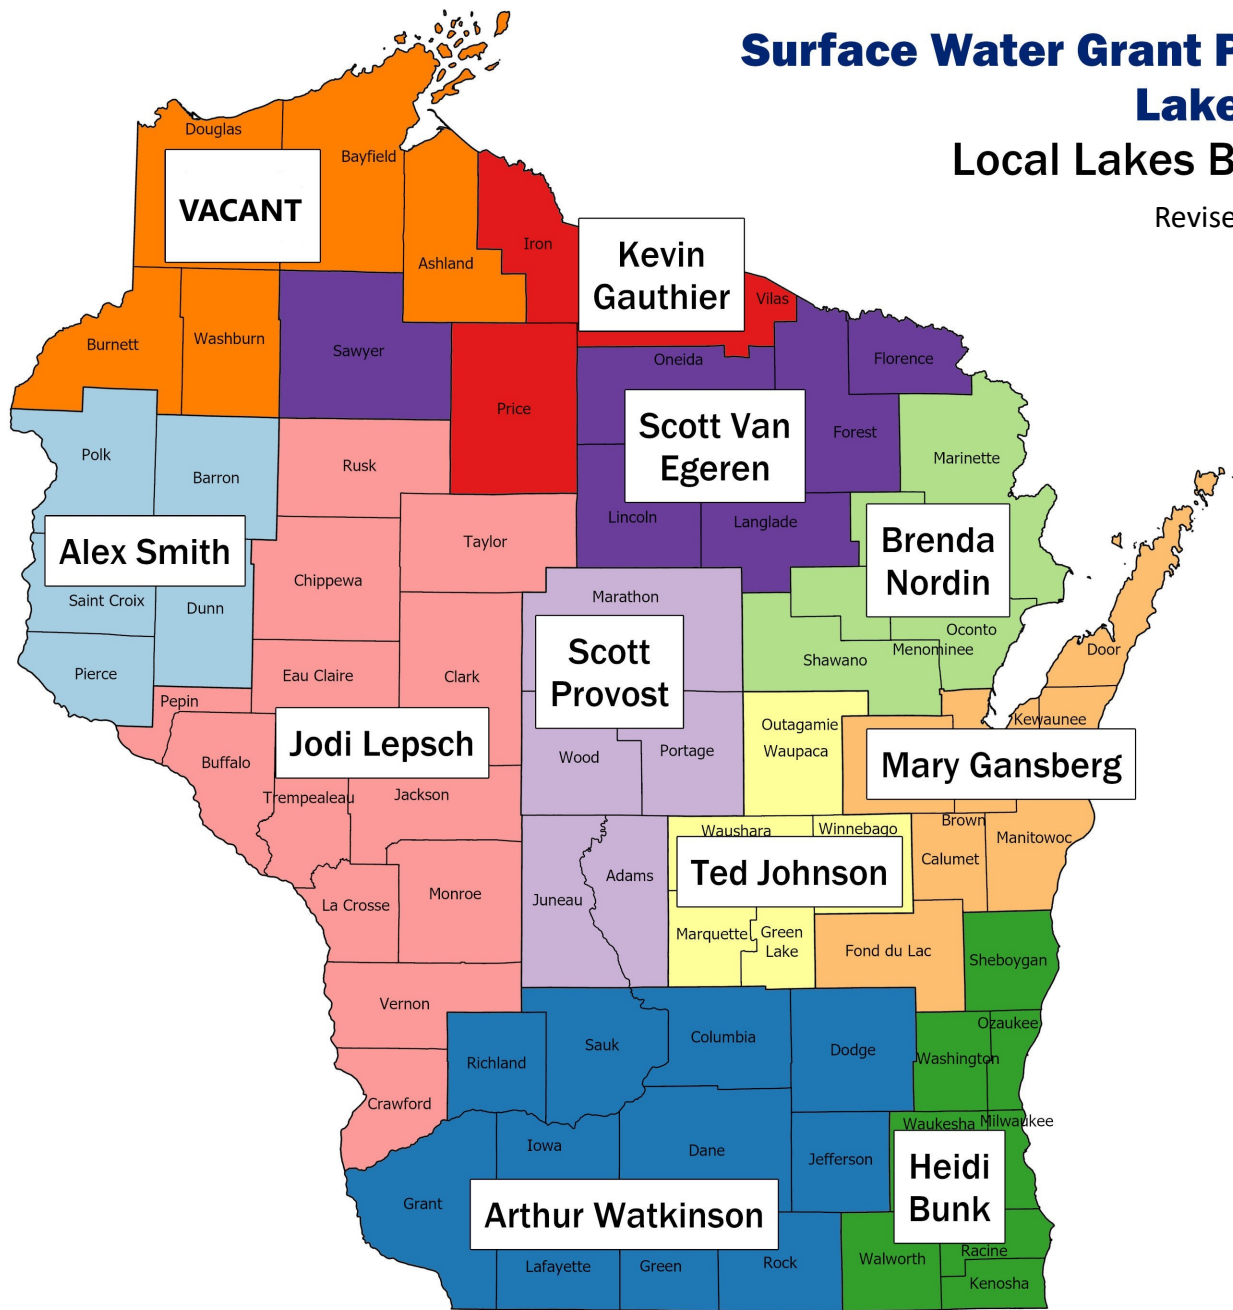 Surface Water Grant P
Lake
Local Lakes B
Revise
Douglas
Bayfield
VACANT
Ashland
Iron
Kevin
Gauthier
Vilas
Burnett
Washburn
Sawyer
Oneida
Florence
Price
Scott Van
Egeren
Forest
Polk
Barron
Rusk
Marinette
Lincoln
Langlade
Alex Smith
Taylor
Brenda
Nordin
Chippewa
Saint Croix
Dunn
Marathon
Oconto
Menominee
Shawano
Door
Pierce
Eau Claire
Clark
Scott
Provost
Pepin
Kewaunee
Outagamie
Waupaca
Jodi Lepsch
Buffalo
Wood
Portage
Mary Gansberg
Trempealeau
Jackson
Brown
Waushara
Winnebago
Manitowoc
Calumet
Ted Johnson
Adams
Juneau
La Crosse
Monroe
Marquette
Green
Lake
Fond du Lac
Sheboygan
Vernon
Ozaukee
Richland
Sauk
Columbia
Dodge
Washington
Crawford
Waukesha
Milwaukee
Iowa
Dane
Jefferson
Heidi
Bunk
Grant
Arthur Watkinson
Lafayette
Green
Rock
Walworth
Racine
Kenosha